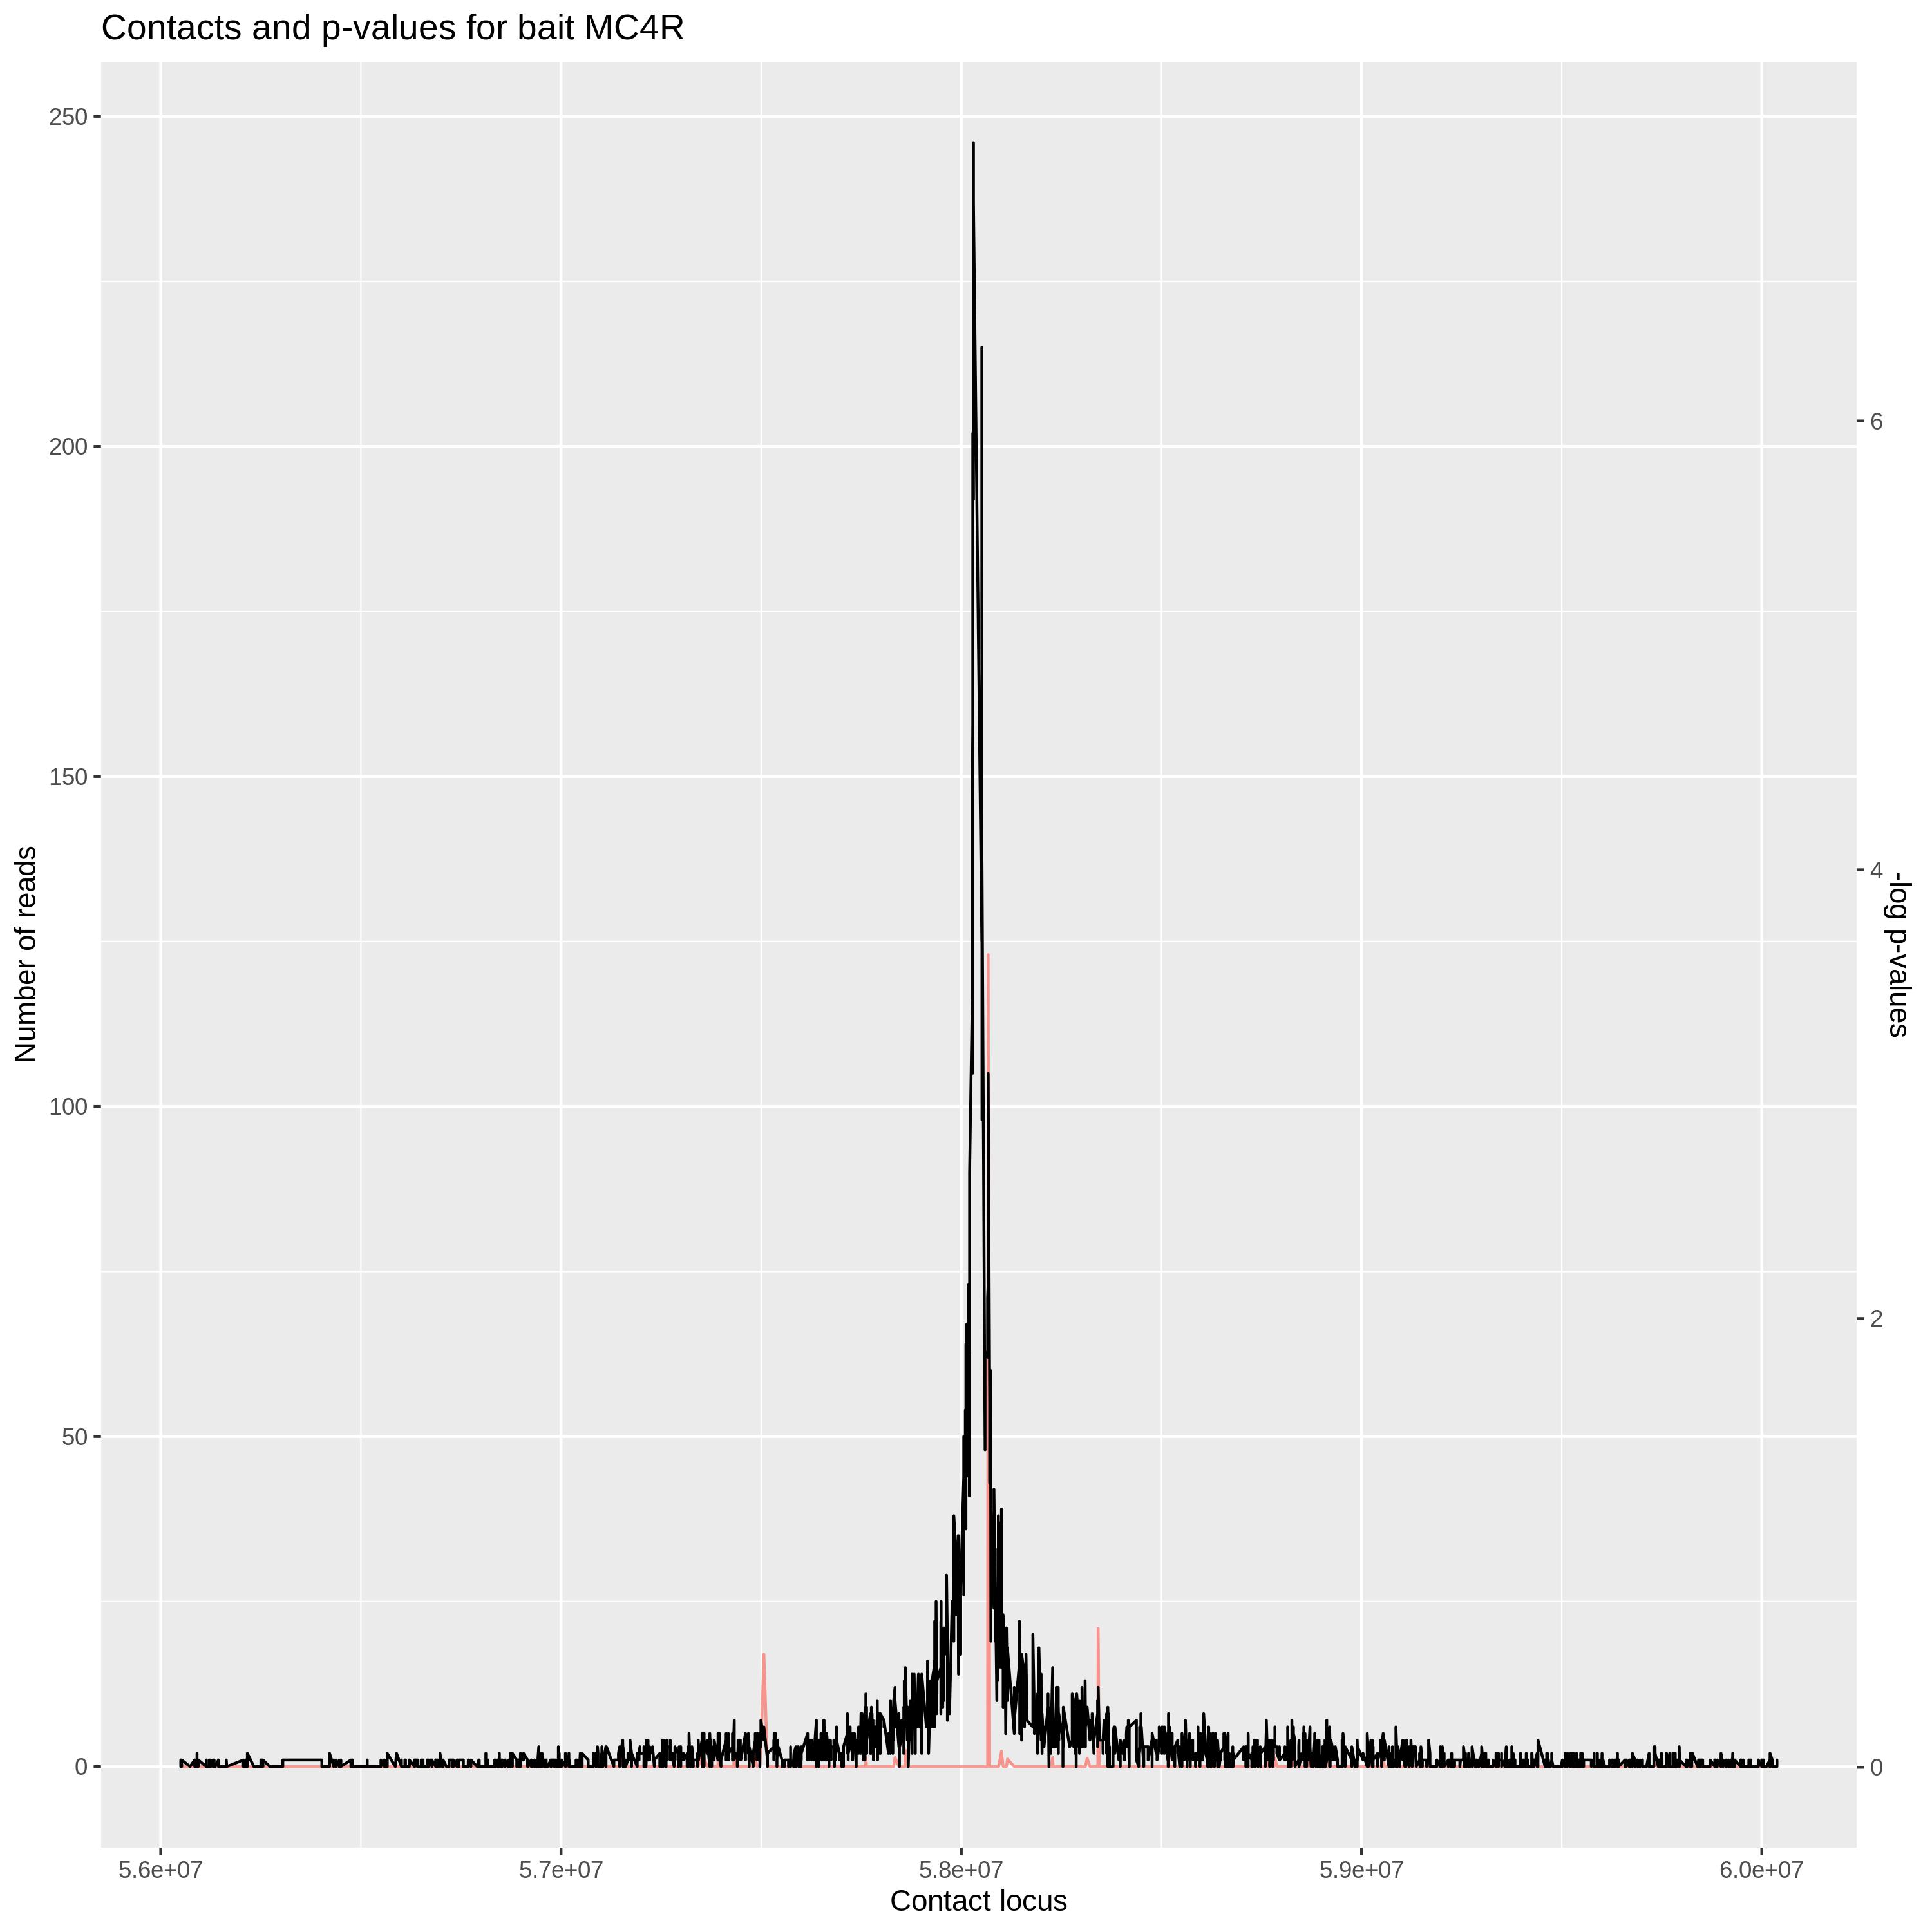 Contacts and p-values for bait MC4R
250
200
150
100
50
0
Number of reads
6
4
2
0
-log p-values
5.6e+07
5.7e+07
5.8e+07
5.9e+07
6.0e+07
Contact locus